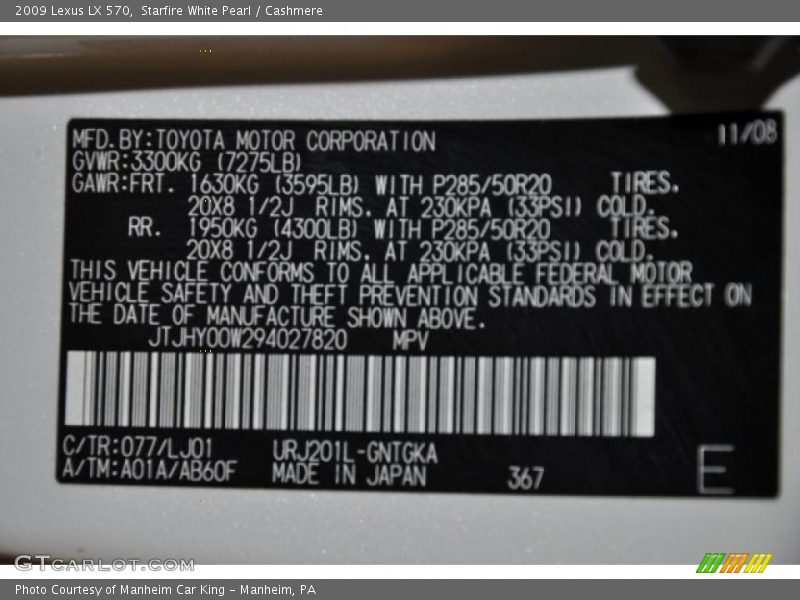 2009 Lexus LX 570,  Starfire White Pearl / Cashmere
MFD.BY:TOYOTA MOTOR CORPORATION 11/08
GVWR:3300KG (7275LB)
GAWR:FRT. 1630KG (3595LB) WITH P285/50R20 TIRES.
20X8 1/2J RIMS. AT 230KPA (33PSI) COLD.
RR. 1950KG (4300LB) WITH P285/50R20 TIRES.
20X8 1/2J RIMS. AT 230KPA (33PSI) COLD.
THIS VEHICLE CONFORMS TO ALL APPLICABLE FEDERAL MOTOR
VEHICLE SAFETY AND THEFT PREVENTION STANDARDS IN EFFECT ON
THE DATE OF MANUFACTURE SHOWN ABOVE.
JTJHY00W294027820 MPV
C/TR:077/LJ01 URJ201L-GNTGKA
A/TM:A01A/AB60F MADE IN JAPAN 367 E
GTCARLOT.COM
Photo Courtesy of Manheim Car King - Manheim, PA